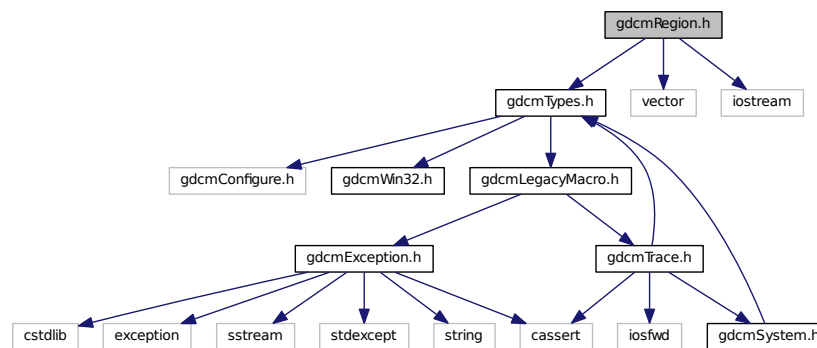 gdcmRegion.h
gdcmTypes.h
vector
iostream
gdcmConfigure.h
gdcmWin32.h
gdcmLegacyMacro.h
gdcmException.h
gdcmTrace.h
cstdlib
exception
sstream
stdexcept
string
cassert
iosfwd
gdcmSystem.h